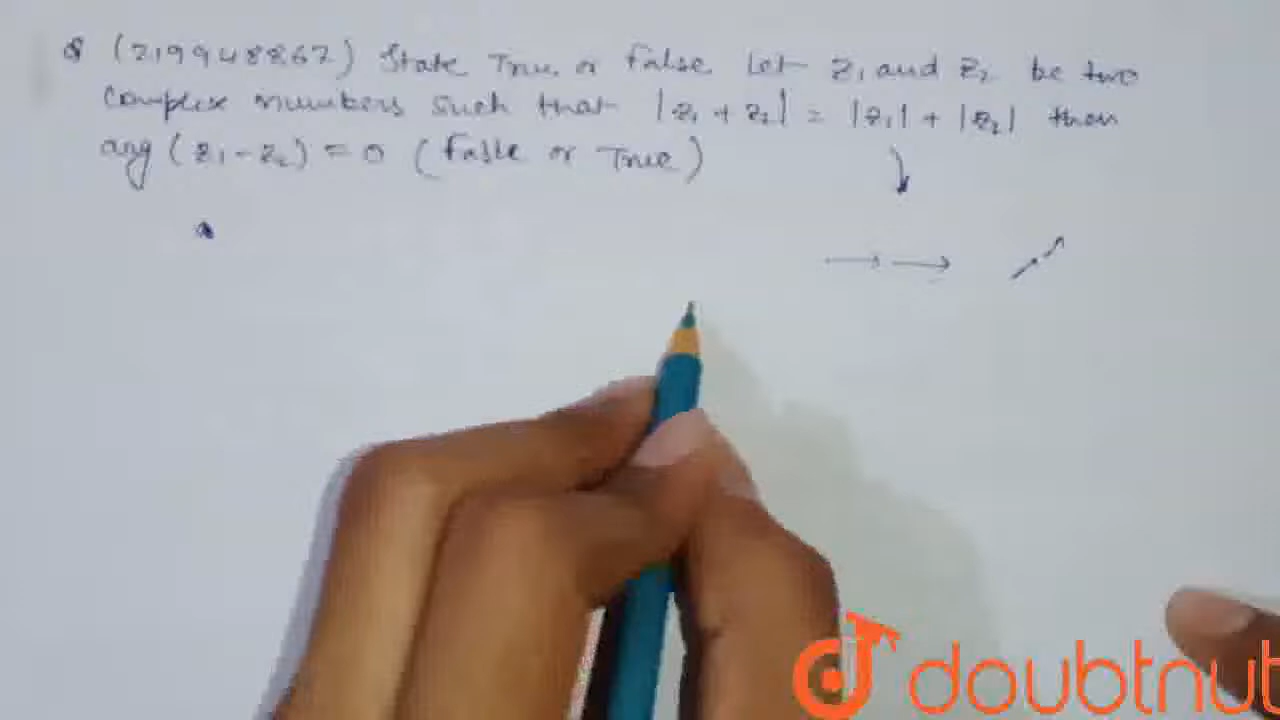 Q (219948867) State True or false Let z₁ and z₂ be two
complex numbers such that |z₁ + z₂| = |z₁| + |z₂| then
arg (z₁ - z₂) = 0 (false or True)
doubtnut